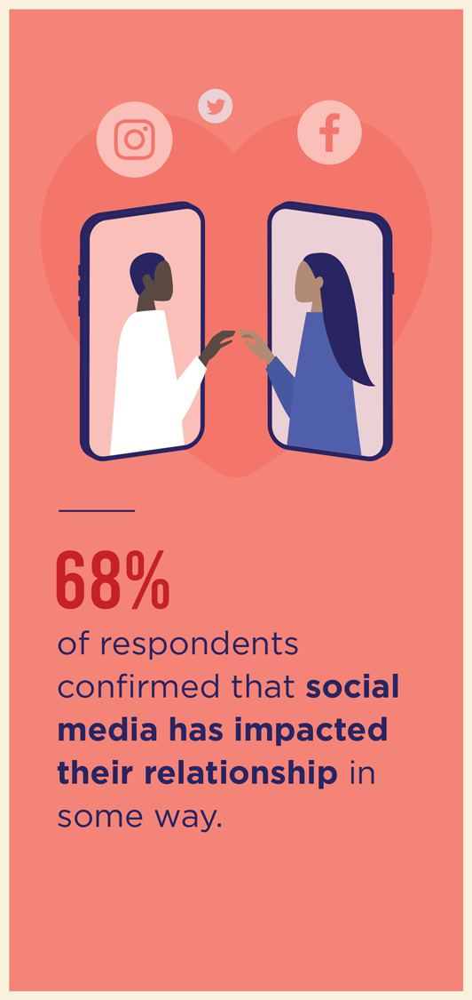 68%
of respondents
confirmed that social
media has impacted
their relationship in
some way.